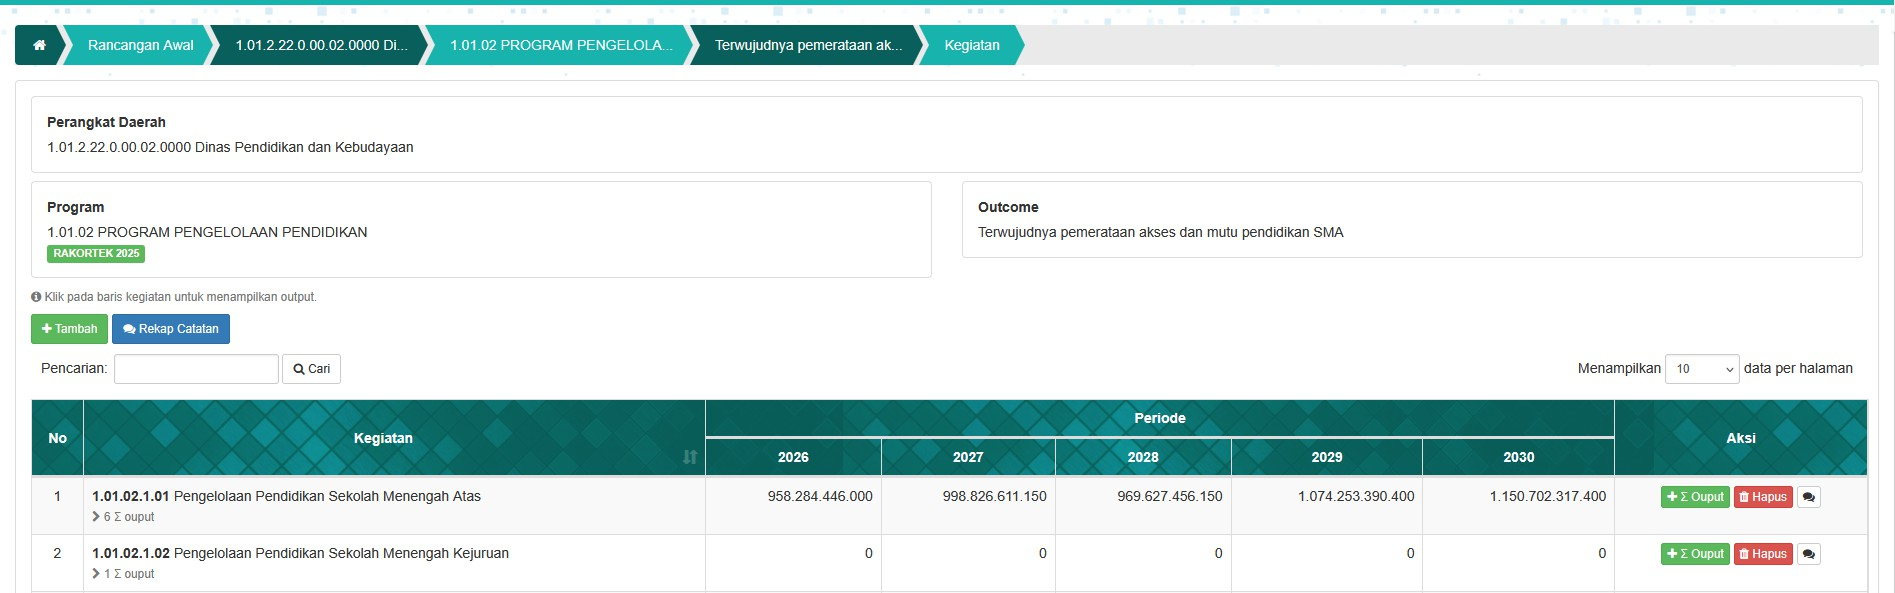 Rancangan Awal
1.01.2.22.0.00.02.0000 Di...
1.01.02 PROGRAM PENGELOLA...
Terwujudnya pemerataan ak...
Kegiatan
Perangkat Daerah
1.01.2.22.0.00.02.0000 Dinas Pendidikan dan Kebudayaan
Program
1.01.02 PROGRAM PENGELOLAAN PENDIDIKAN
RAKORTEK 2025
Outcome
Terwujudnya pemerataan akses dan mutu pendidikan SMA
Klik pada baris kegiatan untuk menampilkan output.
Tambah
Rekap Catatan
Pencarian:
Cari
Menampilkan 10 data per halaman
No
Kegiatan
Periode
2026
2027
2028
2029
2030
Aksi
1
1.01.02.1.01 Pengelolaan Pendidikan Sekolah Menengah Atas
6 Σ ouput
958.284.446.000
998.826.611.150
969.627.456.150
1.074.253.390.400
1.150.702.317.400
Σ Ouput
Hapus
2
1.01.02.1.02 Pengelolaan Pendidikan Sekolah Menengah Kejuruan
1 Σ ouput
0
0
0
0
0
Σ Ouput
Hapus